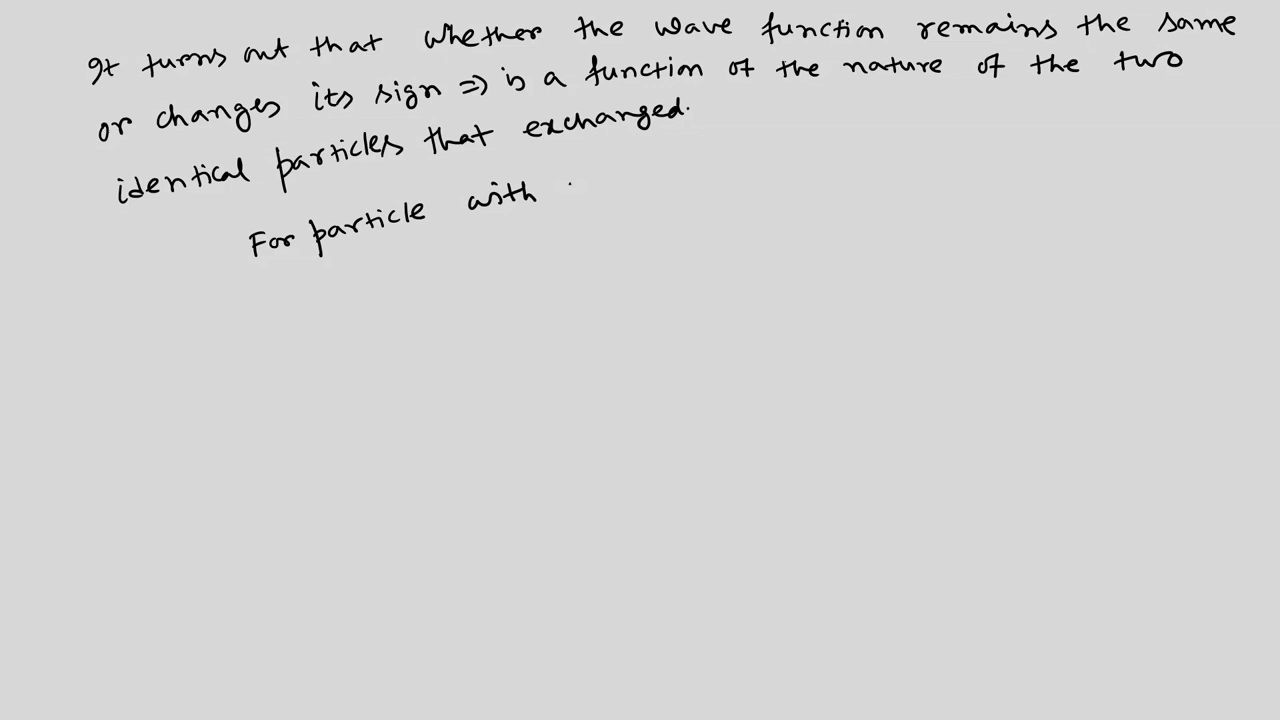 It turns out that whether the wave function remains the same
or changes its sign => is a function of the nature of the two
identical particles that exchanged.
For particle with